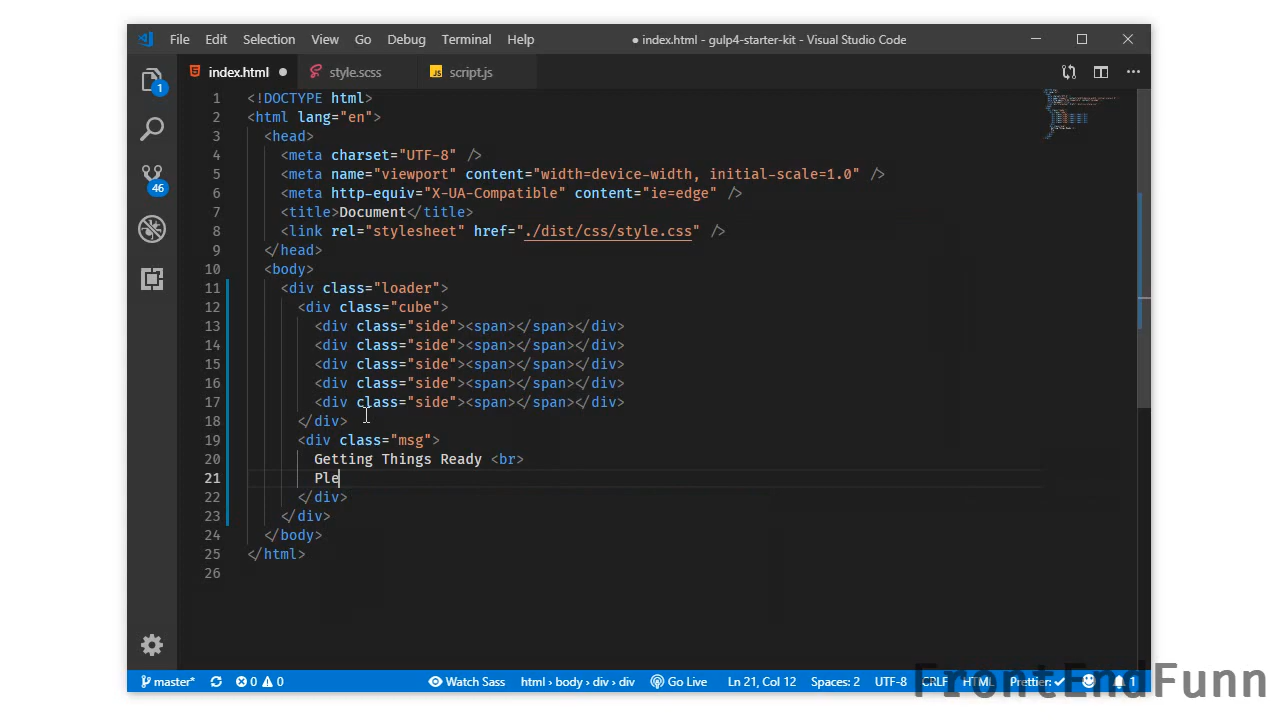 File Edit Selection View Go Debug Terminal Help ● index.html - gulp4-starter-kit - Visual Studio Code
index.html ● style.scss JS script.js
1 <!DOCTYPE html>
2 <html lang="en">
3 <head>
4 <meta charset="UTF-8" />
5 <meta name="viewport" content="width=device-width, initial-scale=1.0" />
6 <meta http-equiv="X-UA-Compatible" content="ie=edge" />
7 <title>Document</title>
8 <link rel="stylesheet" href="./dist/css/style.css" />
9 </head>
10 <body>
11 <div class="loader">
12 <div class="cube">
13 <div class="side"><span></span></div>
14 <div class="side"><span></span></div>
15 <div class="side"><span></span></div>
16 <div class="side"><span></span></div>
17 <div class="side"><span></span></div>
18 </div>
19 <div class="msg">
20 Getting Things Ready <br>
21 Ple
22 </div>
23 </div>
24 </body>
25 </html>
26
1
46
master* 0 0 Watch Sass html › body › div › div Go Live Ln 21, Col 12 Spaces: 2 UTF-8 CRLF HTML Prettier: ✓ 1
FrontEndFunn